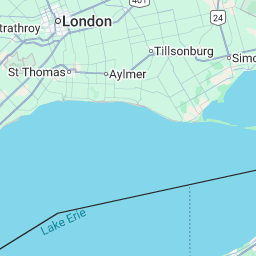 401
trathroy
London
24
Tillsonburg
Simc
St Thomas
Aylmer
Lake Erie